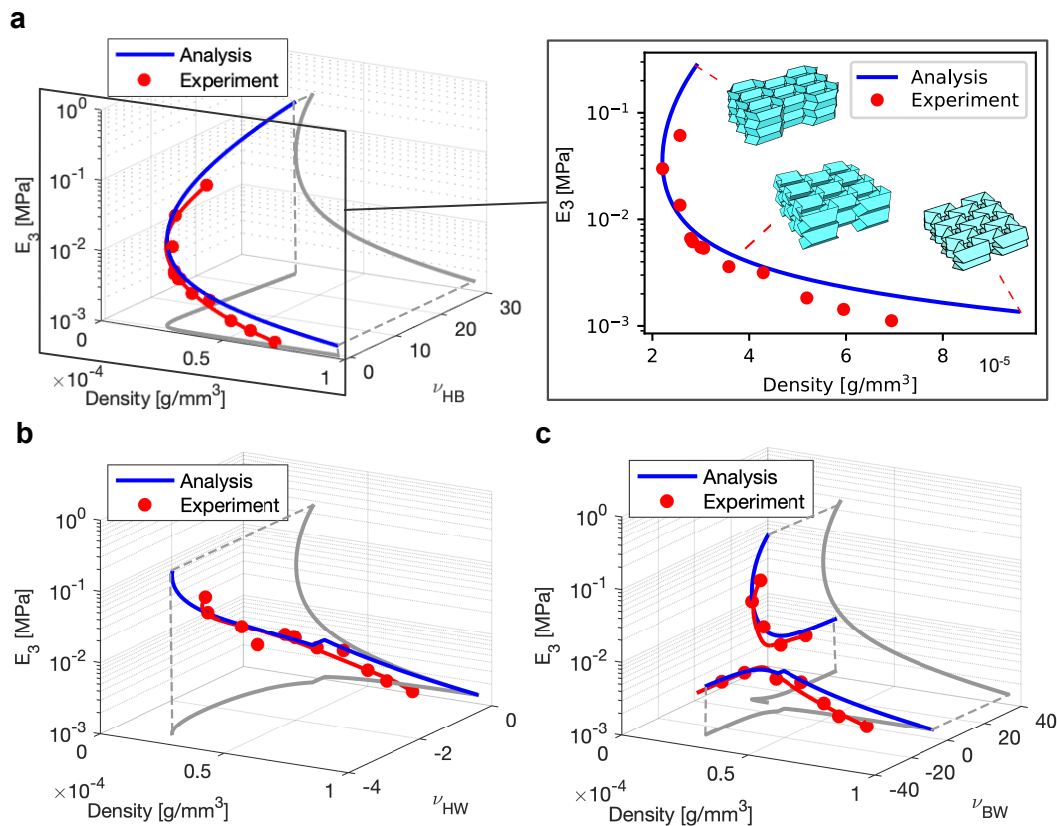 a
Analysis
Experiment
10^0
10^-1
10^-2
10^-3
E_3 [MPa]
0
0.5
1
×10^-4
Density [g/mm^3]
0
10
20
30
ν_HB
Analysis
Experiment
10^-1
10^-2
10^-3
E_3 [MPa]
2
4
6
8
10^-5
Density [g/mm^3]
b
Analysis
Experiment
10^0
10^-1
10^-2
10^-3
E_3 [MPa]
0
0.5
1
×10^-4
Density [g/mm^3]
-4
-2
0
ν_HW
c
Analysis
Experiment
10^0
10^-1
10^-2
10^-3
E_3 [MPa]
0
0.5
1
×10^-4
Density [g/mm^3]
-40
-20
0
20
40
ν_BW